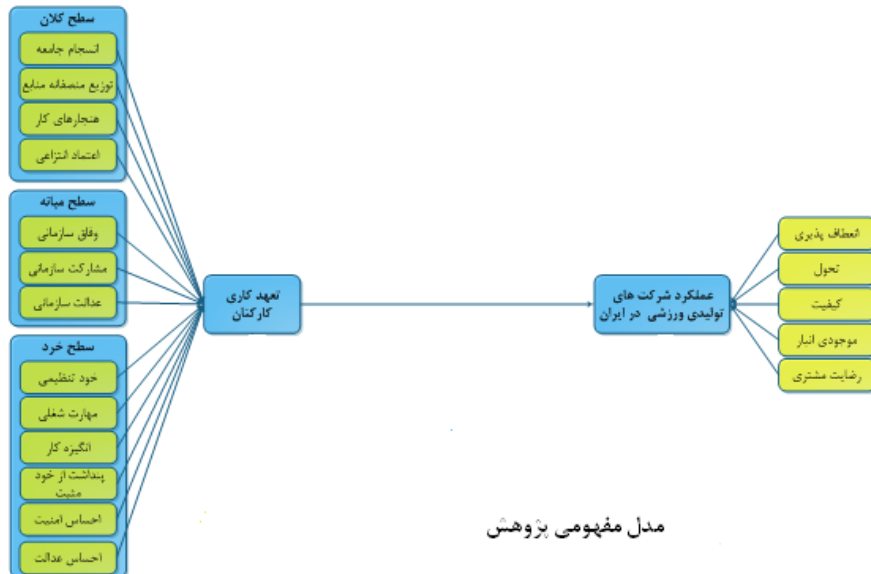 سطح کلان
انسجام جامعه
توزیع منصفانه منابع
هنجارهای کار
اعتماد انتزاعی
سطح میانه
وفاق سازمانی
مشارکت سازمانی
عدالت سازمانی
سطح خرد
خود تنظیمی
مهارت شغلی
انگیزه کار
پنداشت از خود
مثبت
احساس امنیت
احساس عدالت
تعهد کاری
کارکنان
عملکرد شرکت های
تولیدی ورزشی در ایران
انعطاف پذیری
تحول
کیفیت
موجودی انبار
رضایت مشتری
مدل مفهومی پژوهش